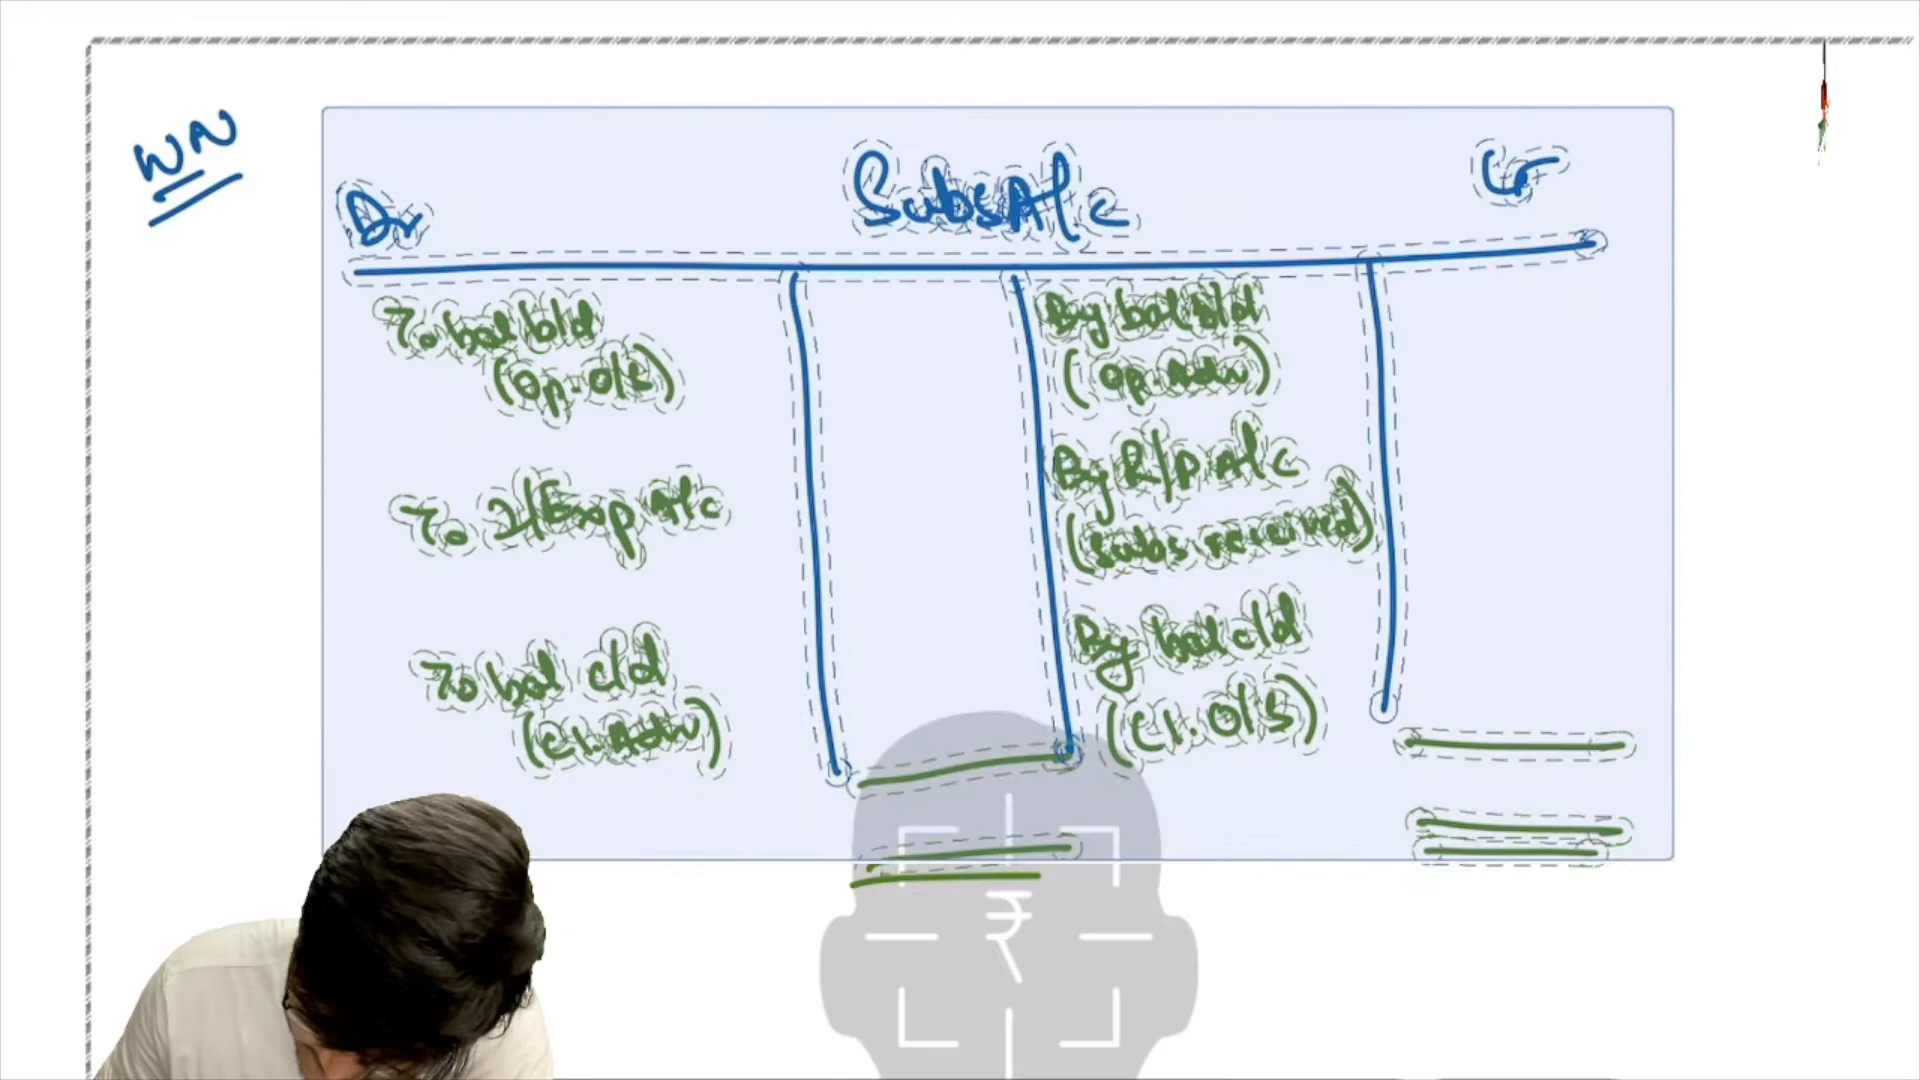 WN
Subs A/c
Dr
Cr
To bal b/d
(Op. O/S)
To I/Exp A/c
To bal c/d
(Cl. Adv)
By bal b/d
(Op. Adv)
By R/P A/c
(subs received)
By bal c/d
(Cl. O/S)
₹